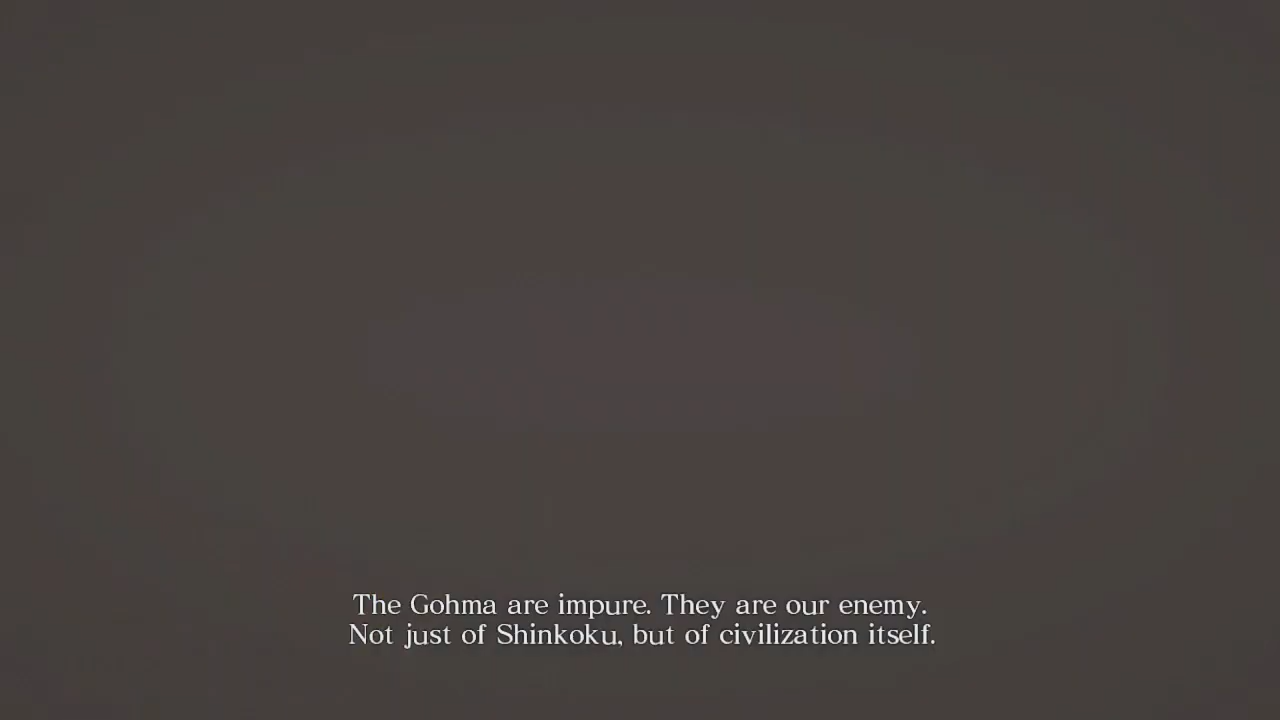 The Gohma are impure. They are our enemy.
Not just of Shinkoku, but of civilization itself.